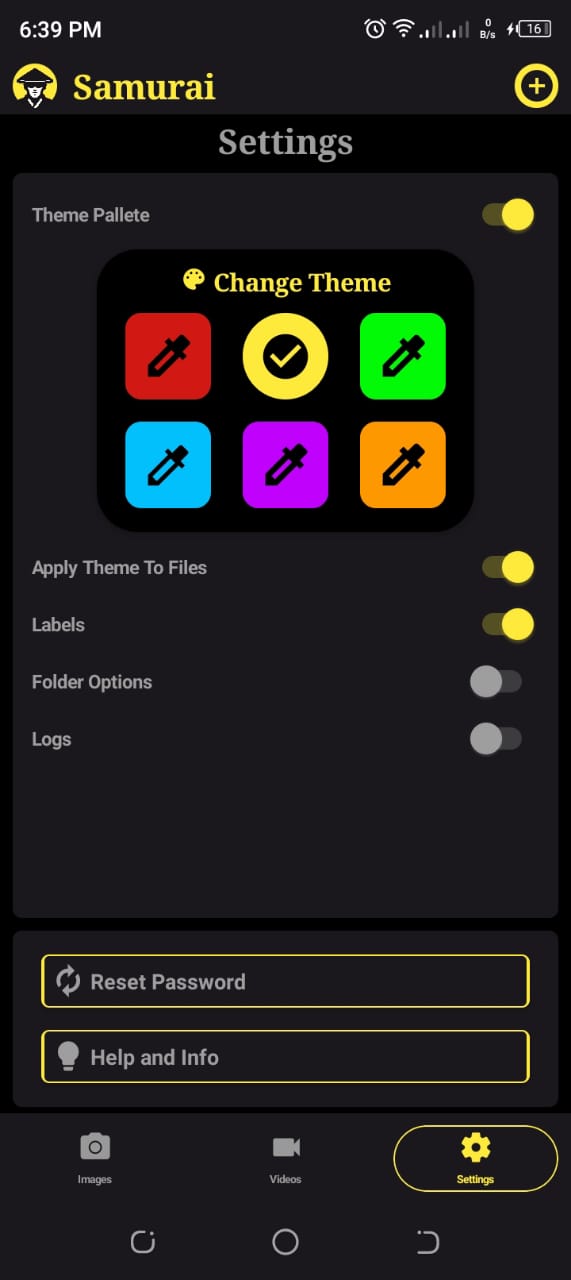 6:39 PM
0
B/s
16
Samurai
Settings
Theme Pallete
Change Theme
Apply Theme To Files
Labels
Folder Options
Logs
Reset Password
Help and Info
Images
Videos
Settings